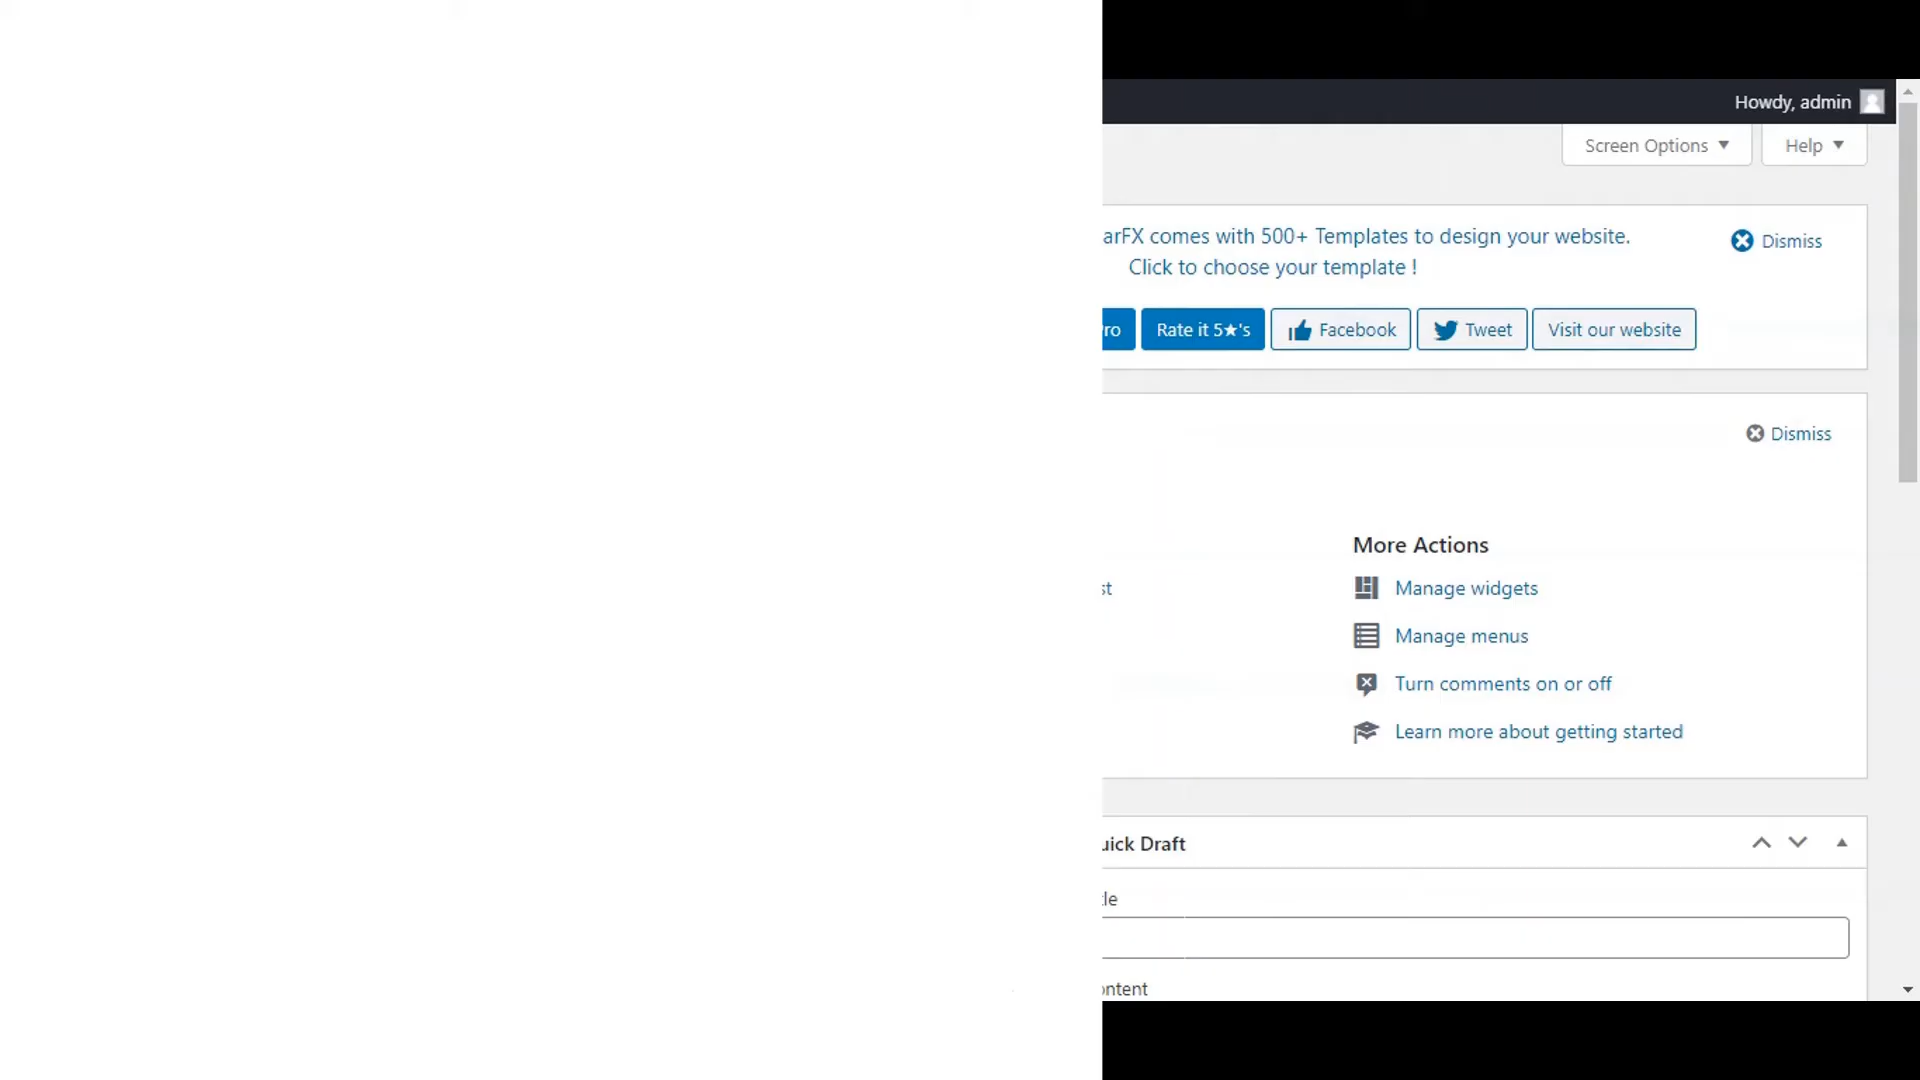 Howdy, admin
Screen Options
Help
comes with 500+ Templates to design your website.
Click to choose your template !
Dismiss
Rate it 5★'s
Facebook
Tweet
Visit our website
Dismiss
More Actions
Manage widgets
Manage menus
Turn comments on or off
Learn more about getting started
Draft